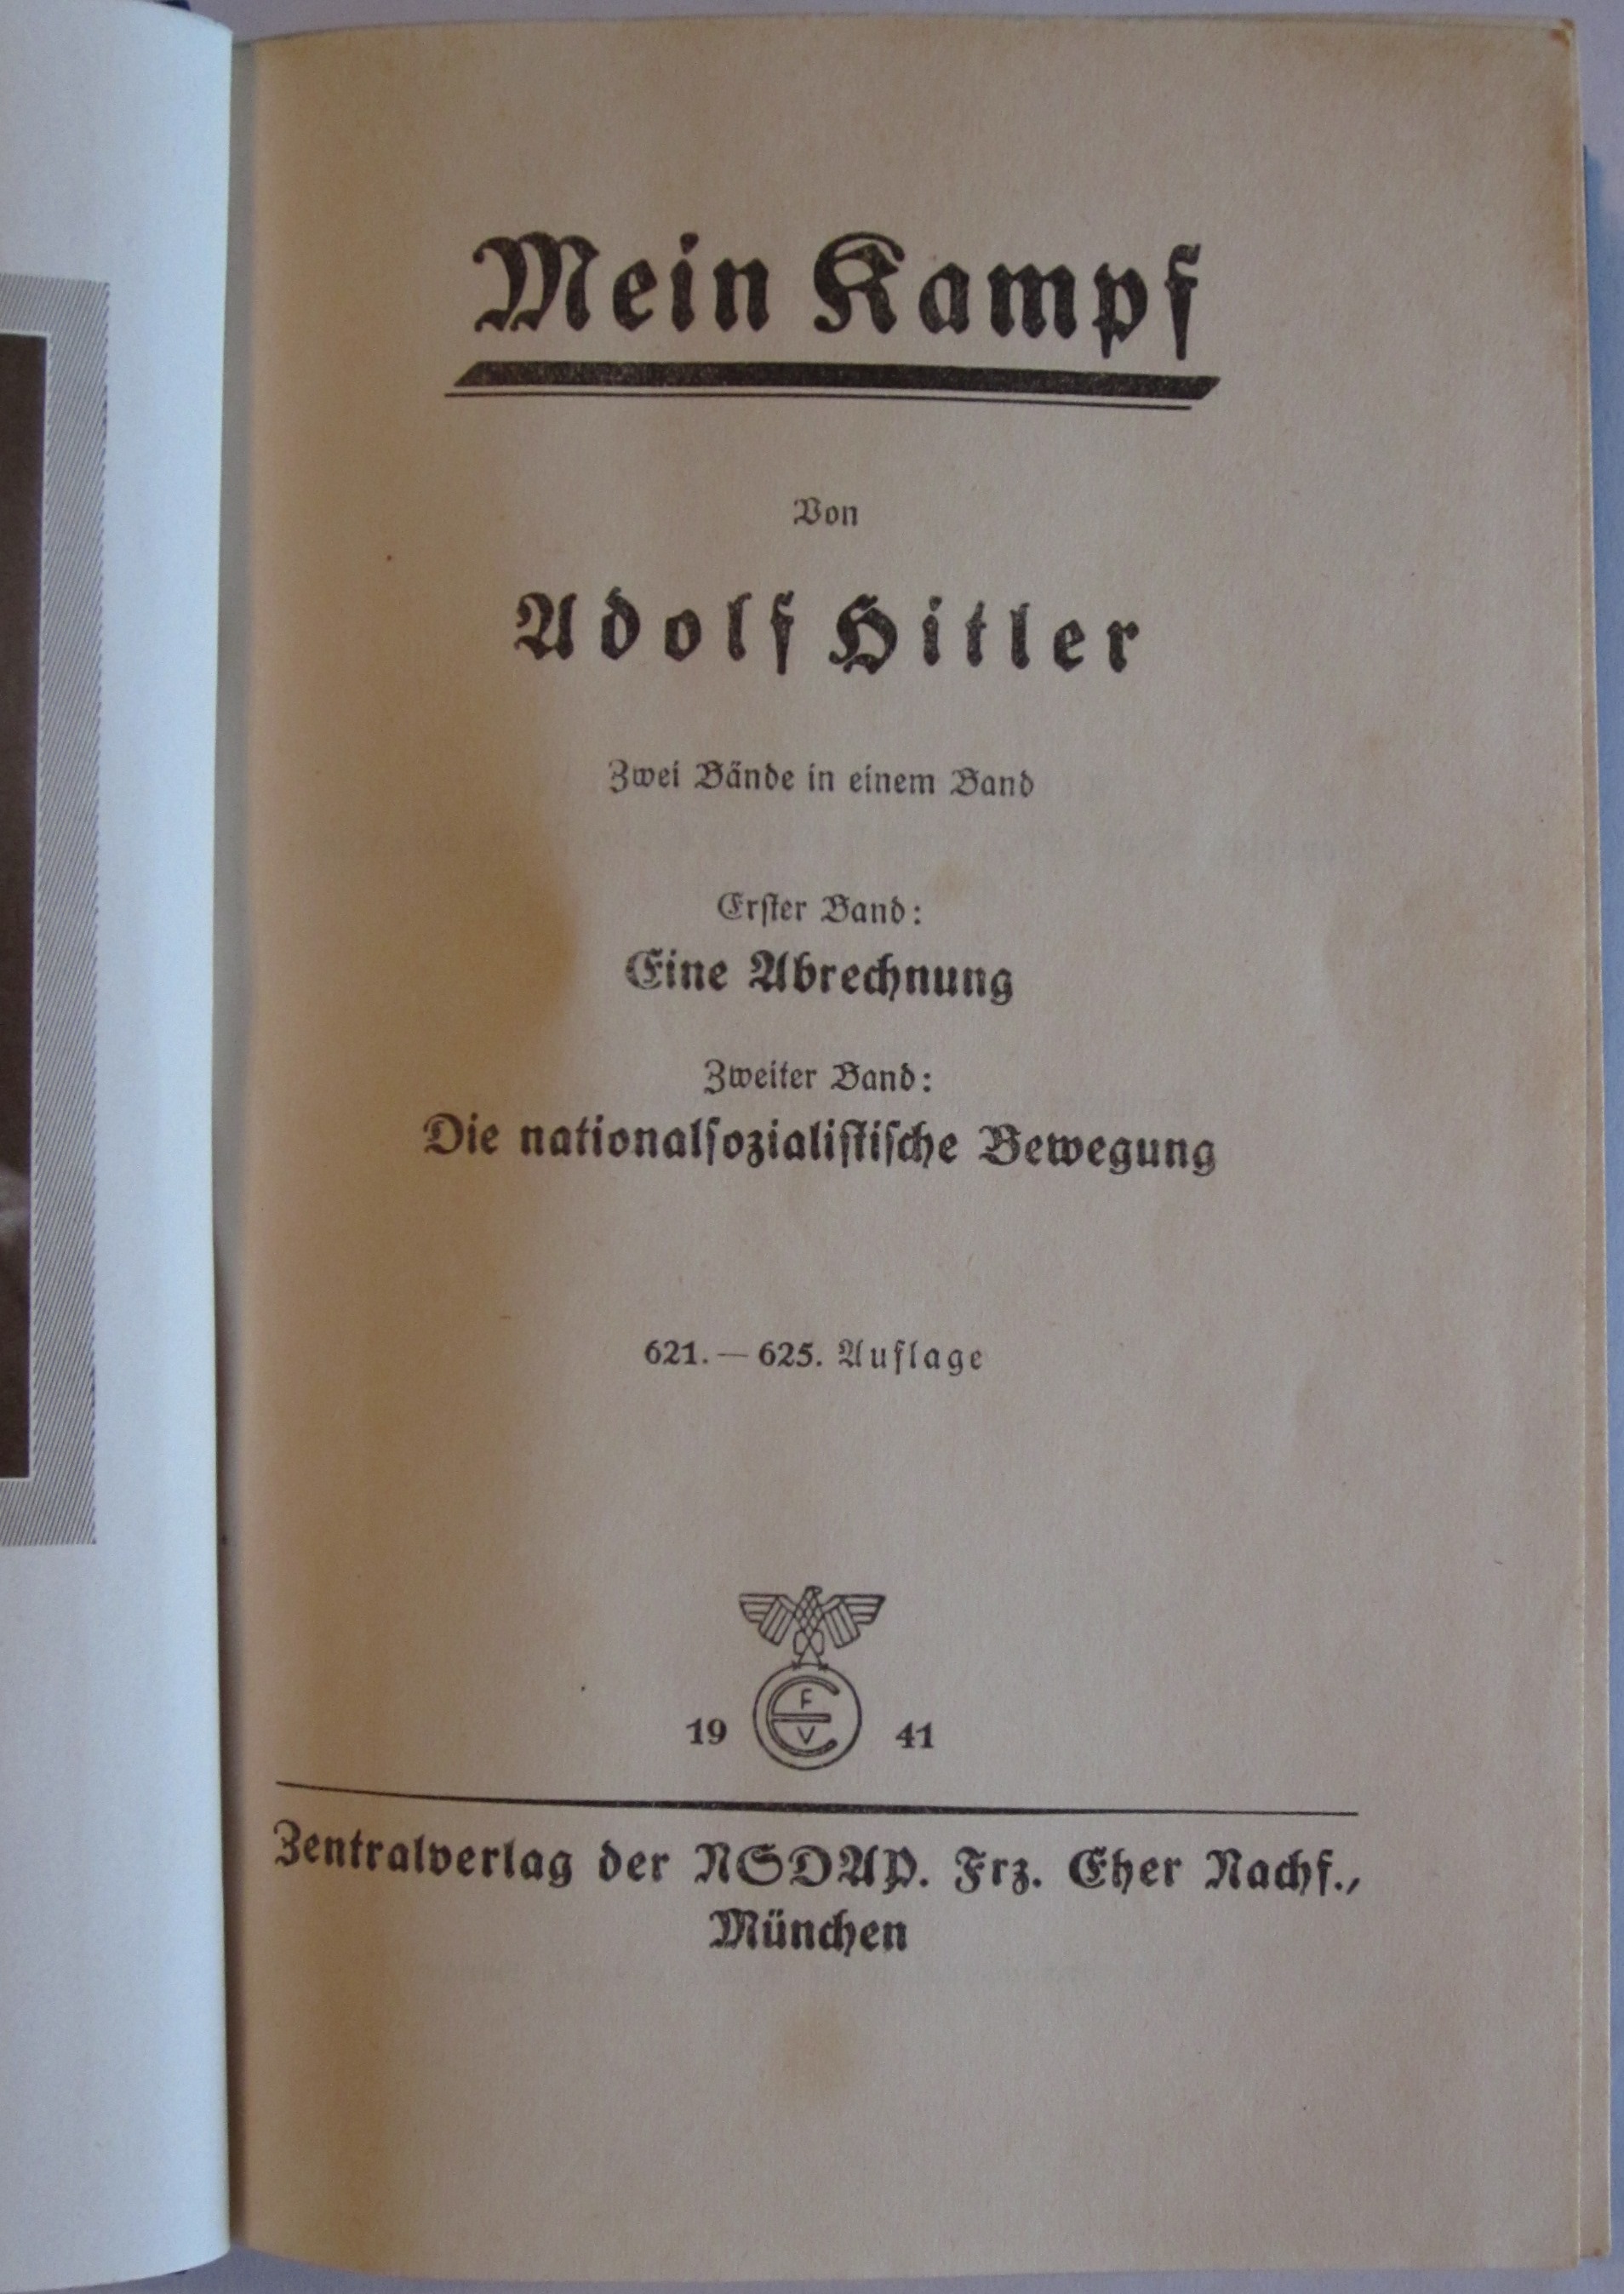 Mein Kampf
Von
Adolf Hitler
Zwei Bände in einem Band
Erſter Band:
Eine Abrechnung
Zweiter Band:
Die nationalſozialiſtiſche Bewegung
621.—625. Auflage
19 F E V 41
Zentralverlag der NSDAP. Frz. Eher Nachf.,
München